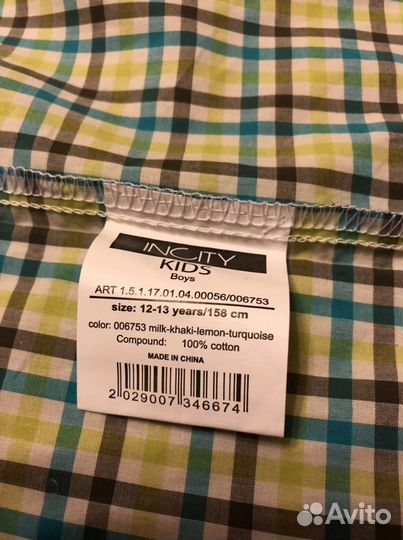 INCITY
KIDS
Boys
ART 1.5.1.17.01.04.00056/006753
size: 12-13 years/158 cm
color: 006753 milk-khaki-lemon-turquoise
Compound: 100% cotton
MADE IN CHINA
2 029007 346674
Avito